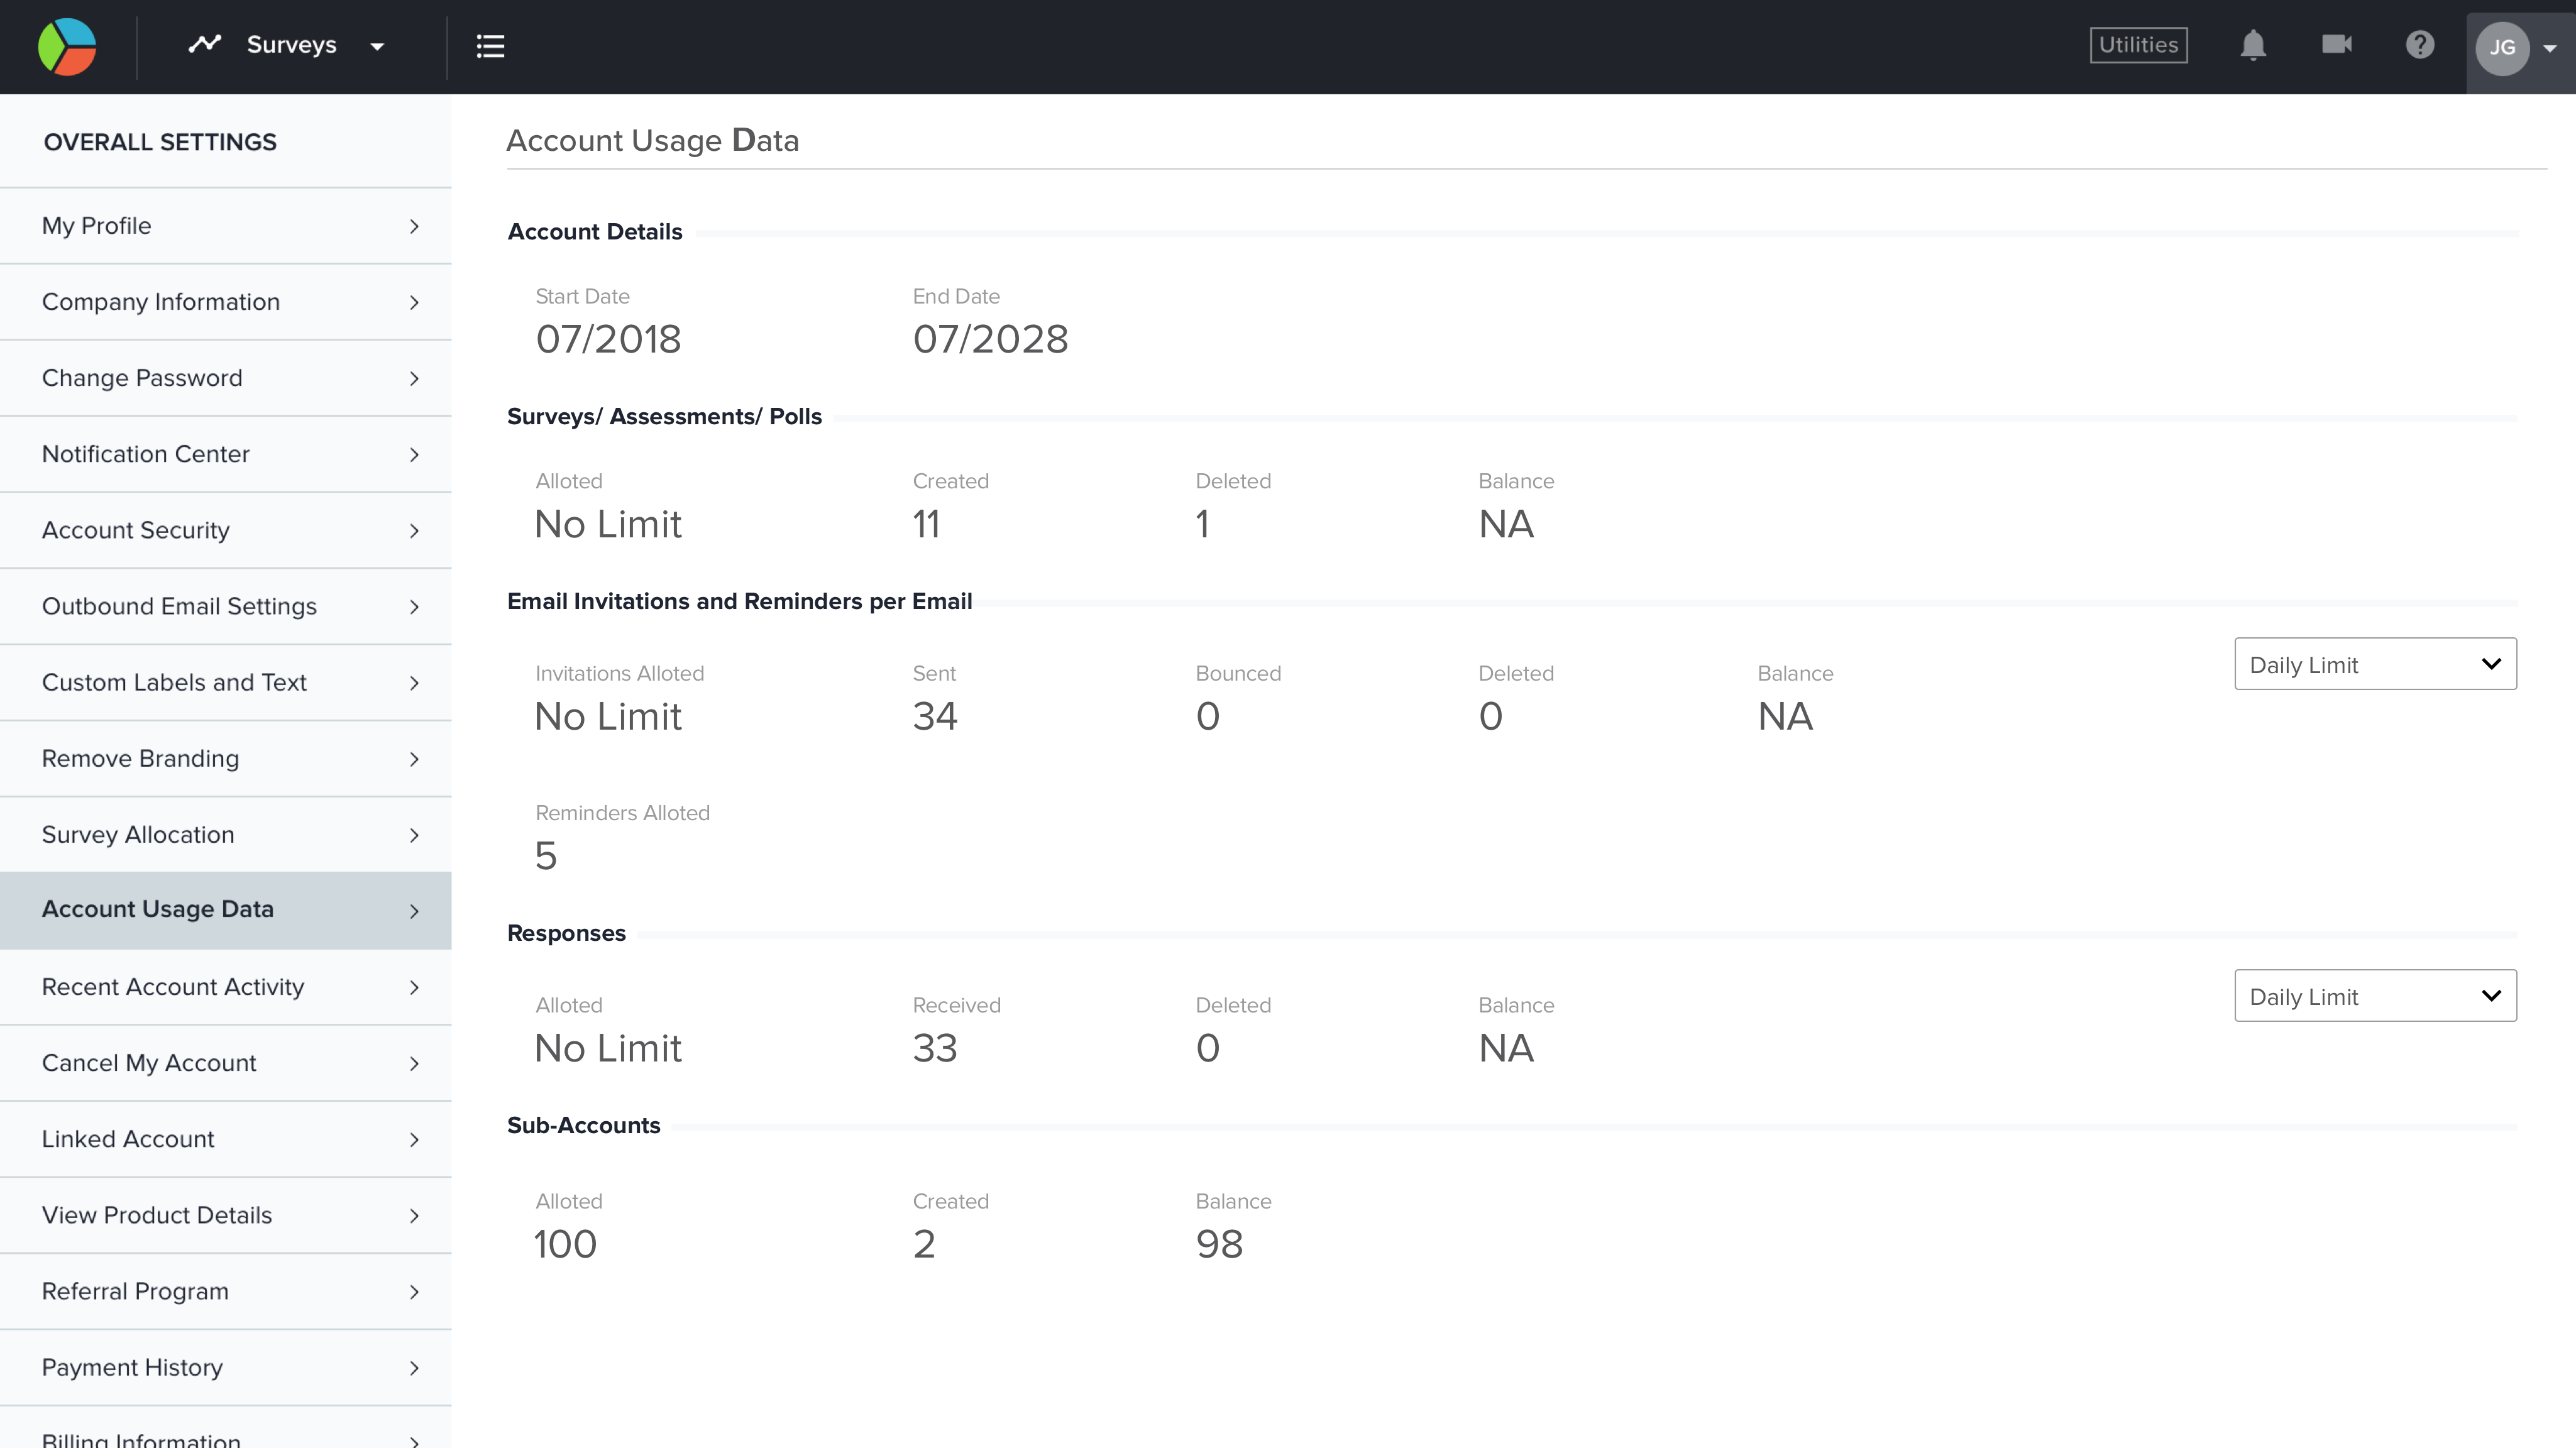 Surveys
Utilities
JG
OVERALL SETTINGS
My Profile
Company Information
Change Password
Notification Center
Account Security
Outbound Email Settings
Custom Labels and Text
Remove Branding
Survey Allocation
Account Usage Data
Recent Account Activity
Cancel My Account
Linked Account
View Product Details
Referral Program
Payment History
Billing Information
Account Usage Data
Account Details
Start Date End Date
07/2018 07/2028
Surveys/ Assessments/ Polls
Alloted Created Deleted Balance
No Limit 11 1 NA
Email Invitations and Reminders per Email
Invitations Alloted Sent Bounced Deleted Balance
No Limit 34 0 0 NA
Daily Limit
Reminders Alloted
5
Responses
Alloted Received Deleted Balance
No Limit 33 0 NA
Daily Limit
Sub-Accounts
Alloted Created Balance
100 2 98